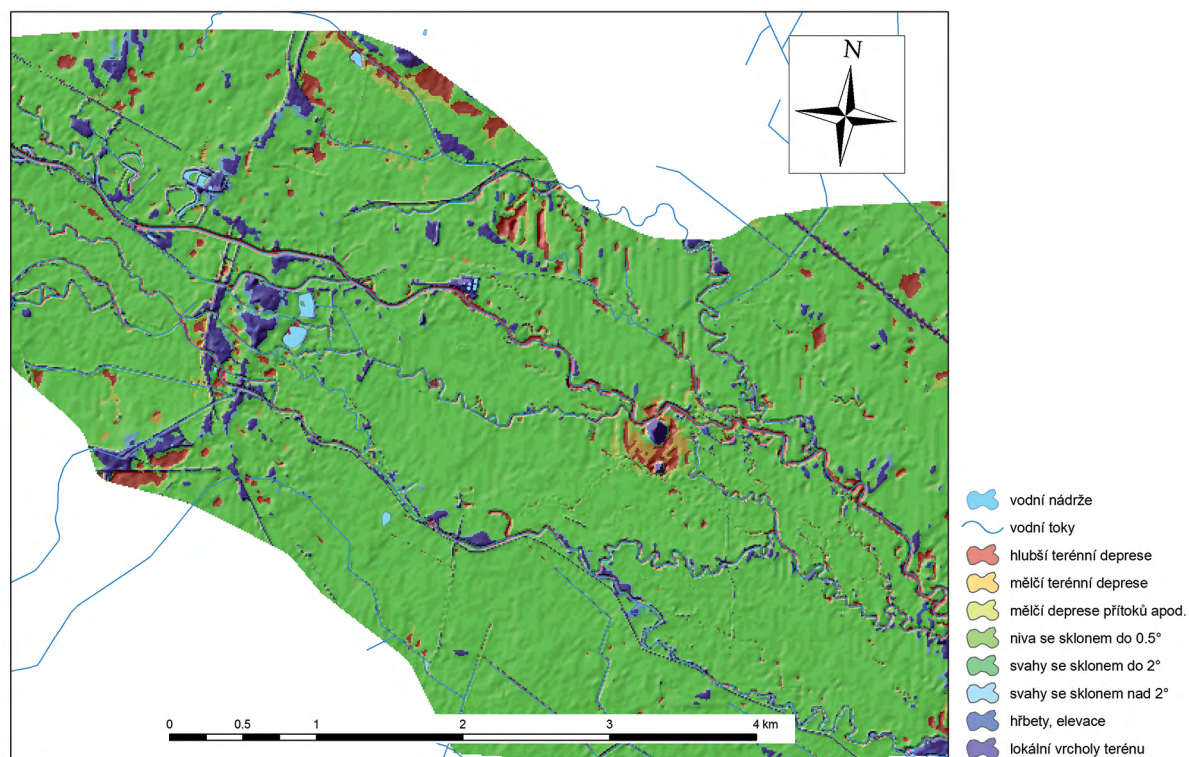 N
vodní nádrže
vodní toky
hlubší terénní deprese
mělčí terénní deprese
mělčí deprese přítoků apod.
niva se sklonem do 0.5°
svahy se sklonem do 2°
svahy se sklonem nad 2°
hřbety, elevace
lokální vrcholy terénu
0 0.5 1 2 3 4 km